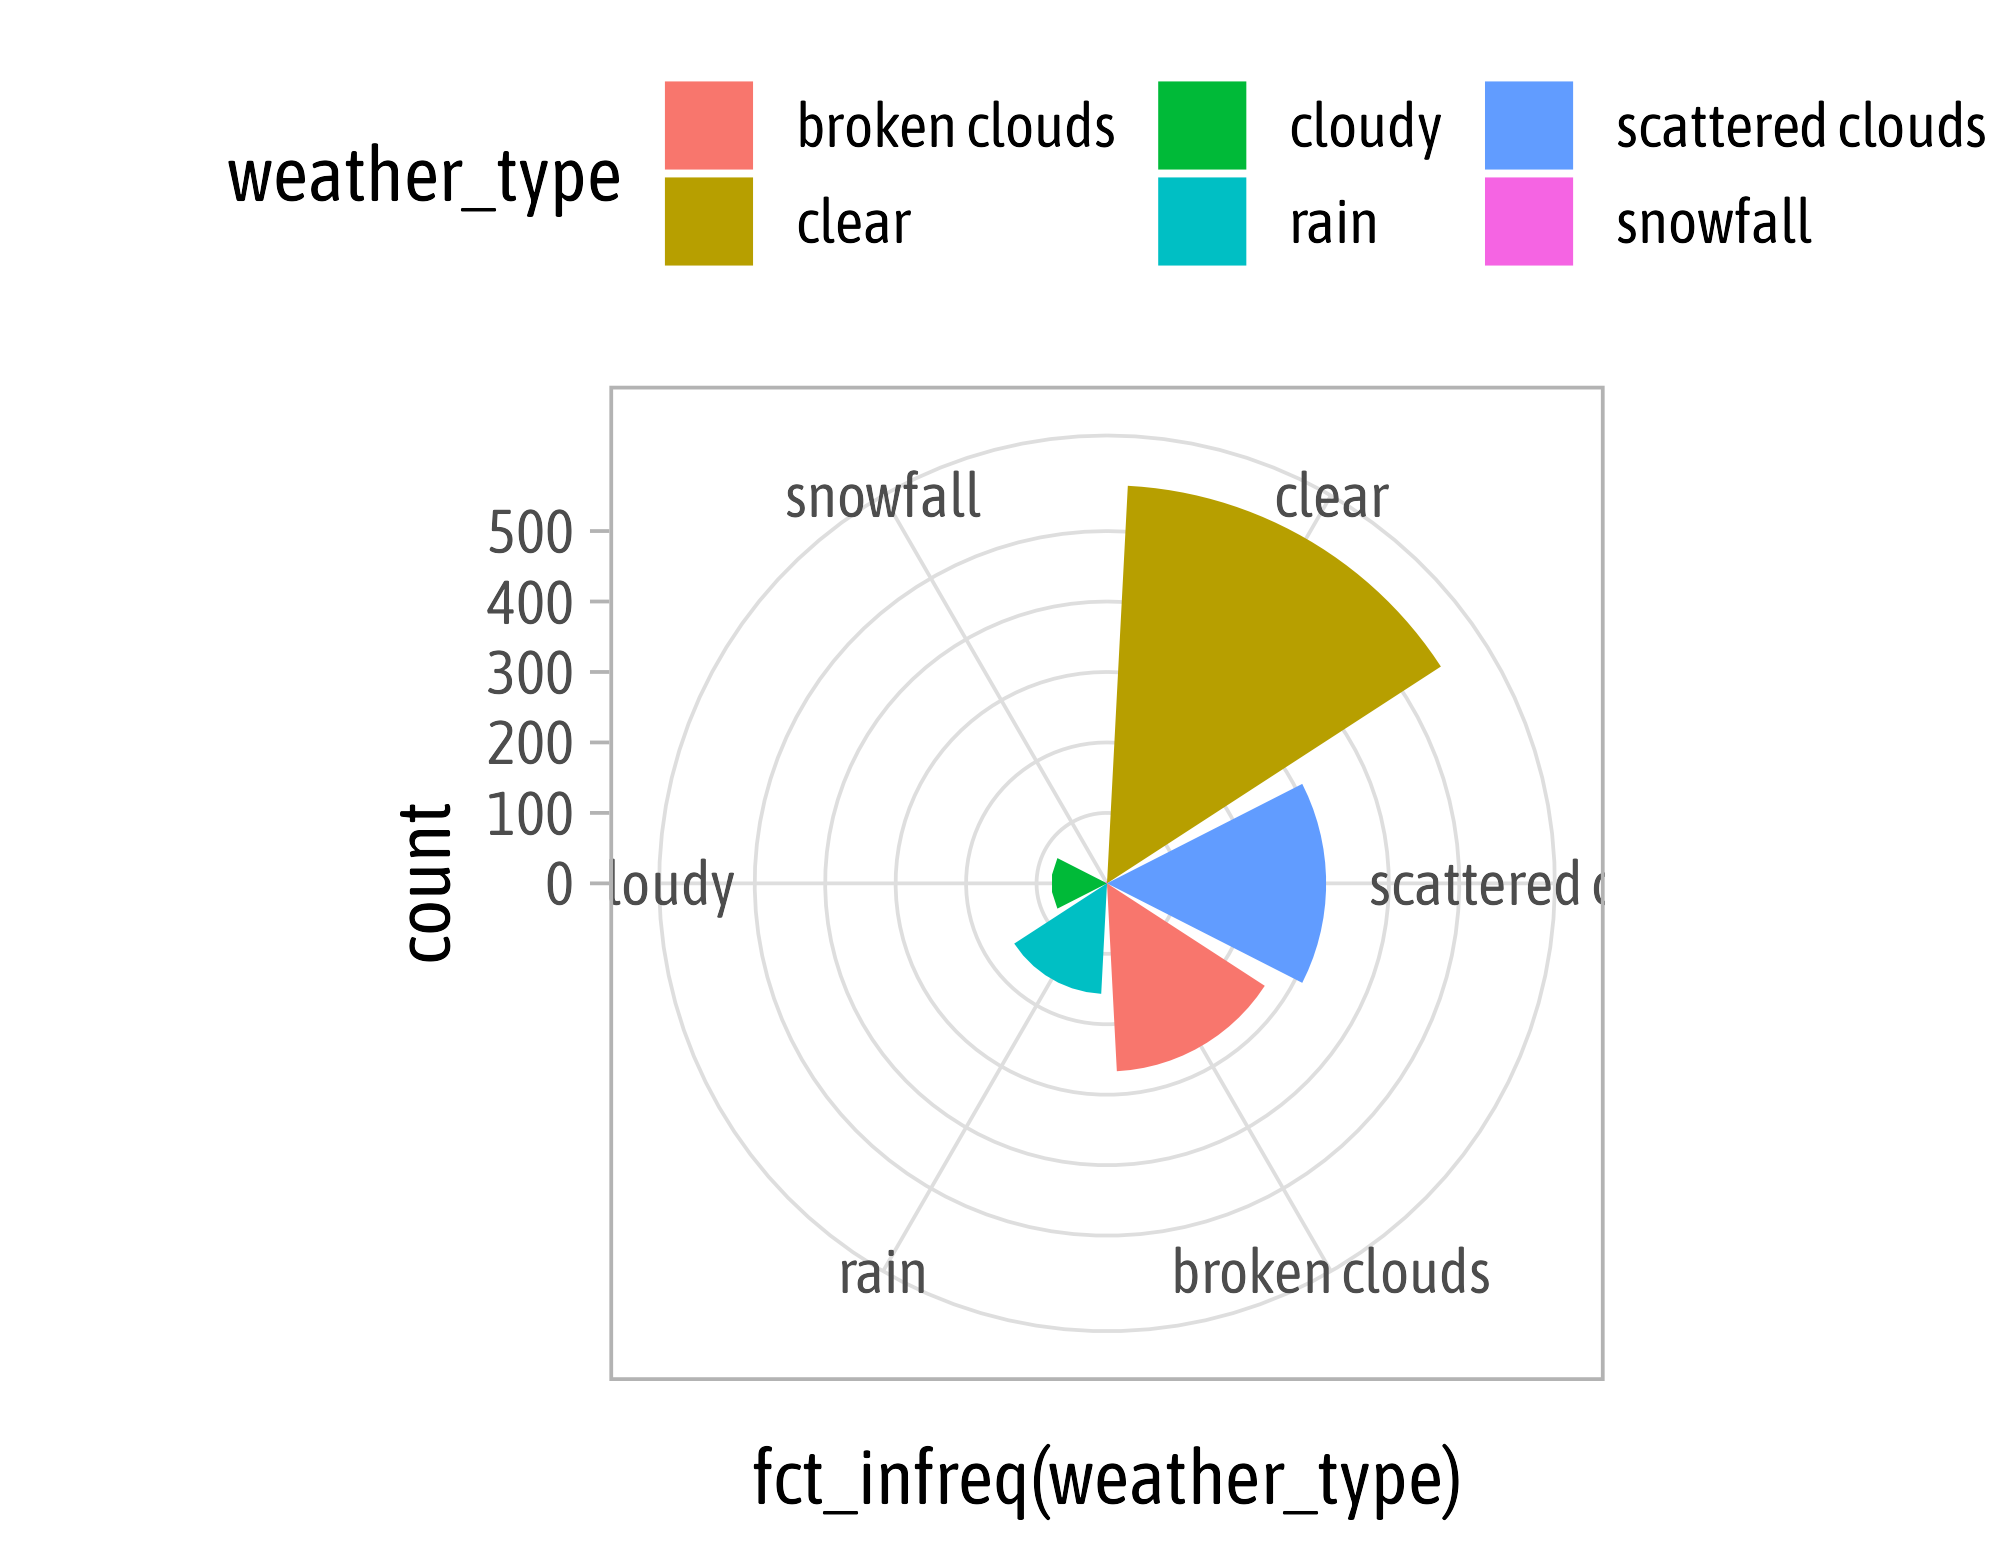 weather_type
broken clouds cloudy scattered clouds
clear rain snowfall
snowfall clear
500
400
300
200
100
0
count
loudy scattered
rain broken clouds
fct_infreq(weather_type)